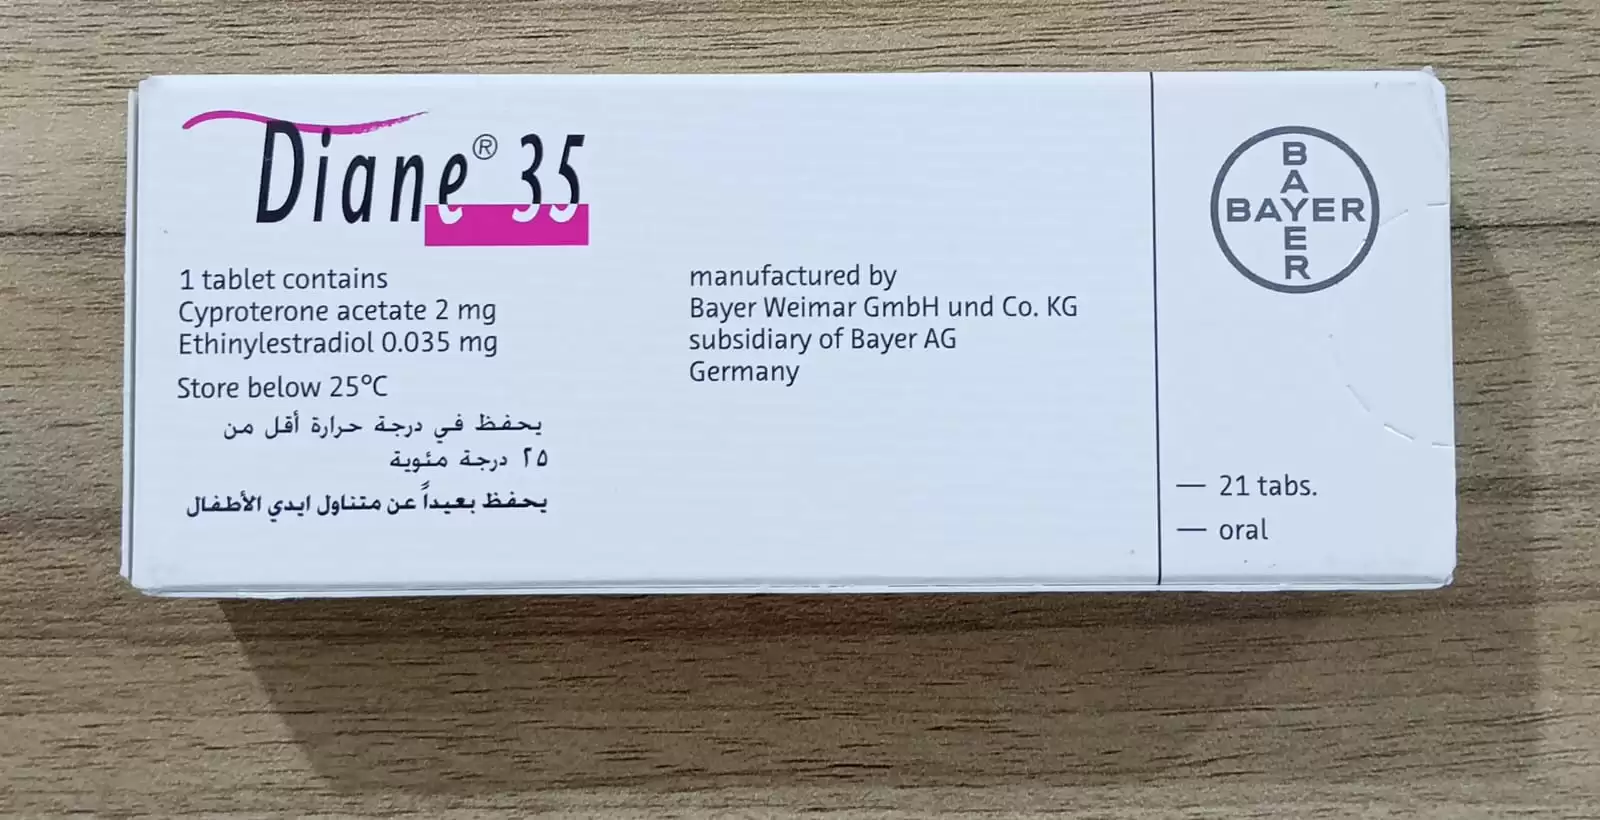 Diane® 35
1 tablet contains
Cyproterone acetate 2 mg
Ethinylestradiol 0.035 mg
Store below 25°C
يحفظ في درجة حرارة أقل من
٢٥ درجة مئوية
يحفظ بعيداً عن متناول ايدي الأطفال
manufactured by
Bayer Weimar GmbH und Co. KG
subsidiary of Bayer AG
Germany
BAYER
BAYER
— 21 tabs.
— oral